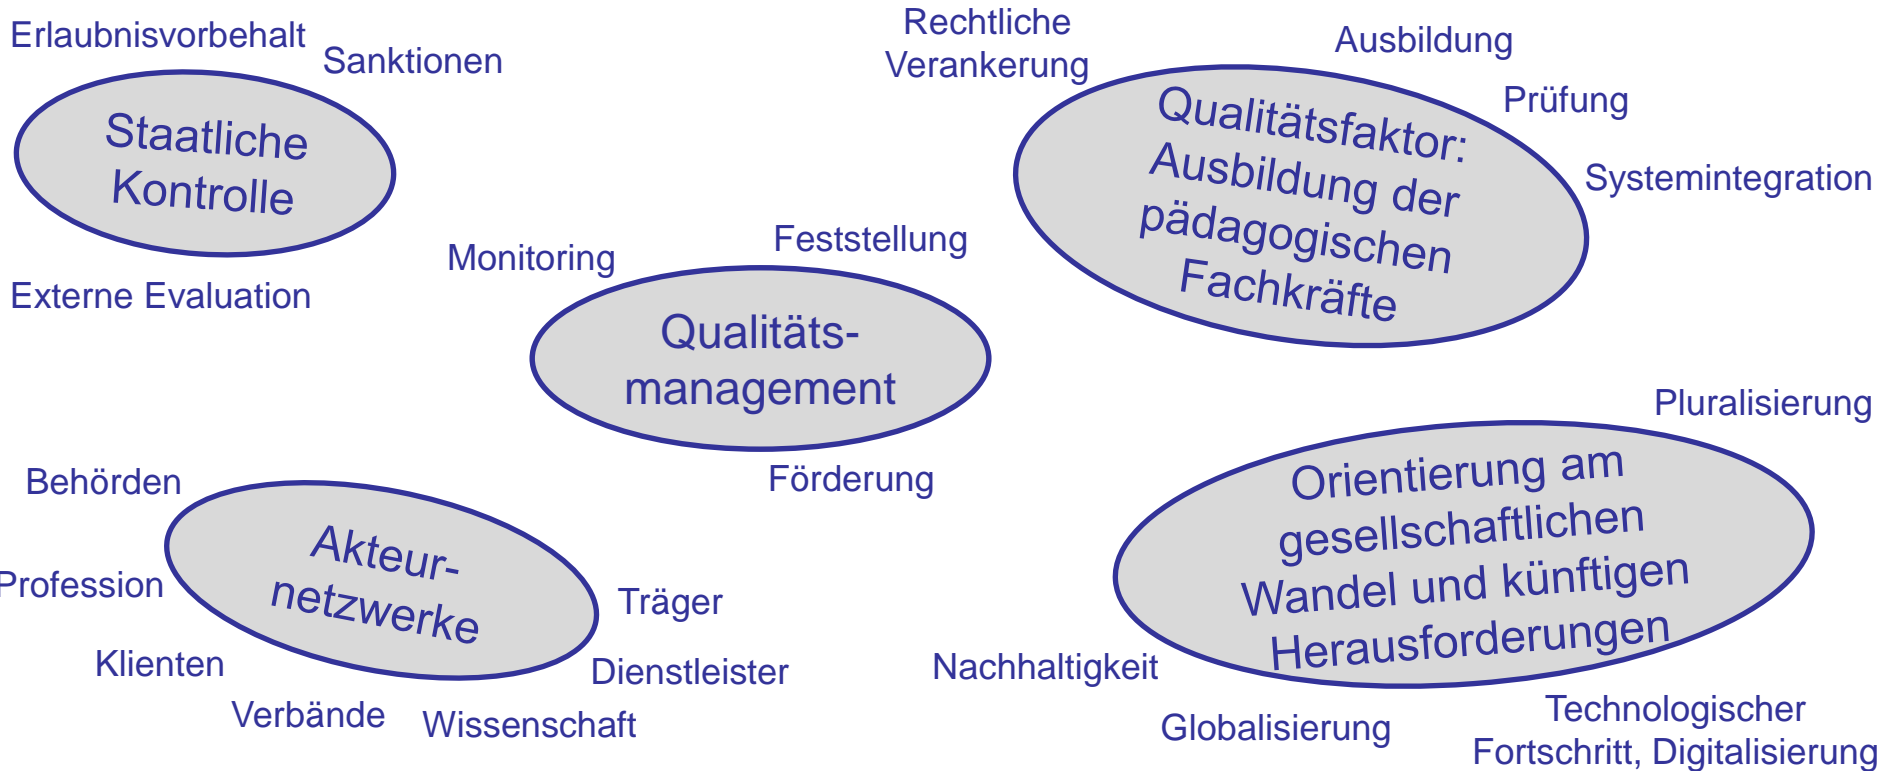 Erlaubnisvorbehalt
Sanktionen
Staatliche
Kontrolle
Externe Evaluation
Rechtliche
Verankerung
Ausbildung
Prüfung
Systemintegration
Qualitätsfaktor:
Ausbildung der
pädagogischen
Fachkräfte
Monitoring
Feststellung
Qualitäts-
management
Förderung
Behörden
Profession
Akteur-
netzwerke
Träger
Klienten
Dienstleister
Verbände
Wissenschaft
Pluralisierung
Orientierung am
gesellschaftlichen
Wandel und künftigen
Herausforderungen
Nachhaltigkeit
Globalisierung
Technologischer
Fortschritt, Digitalisierung